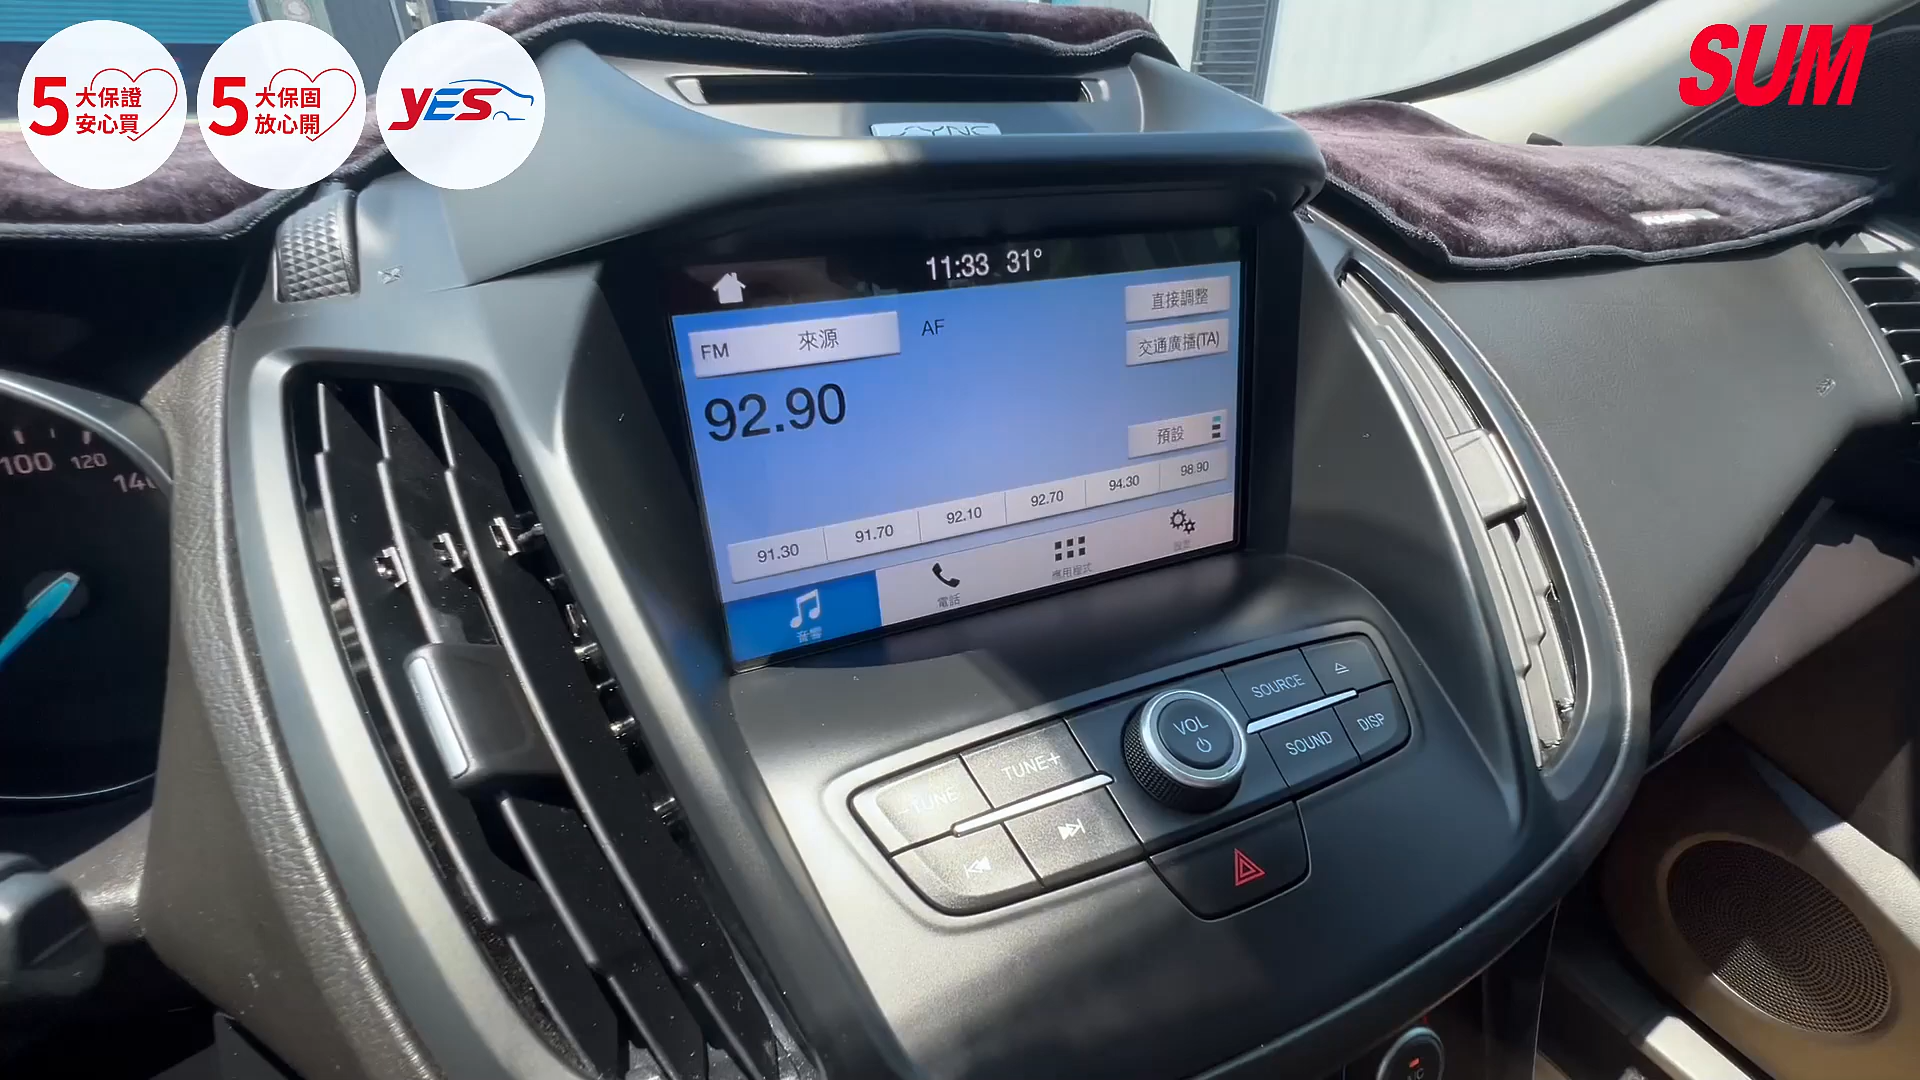 5大保證
安心買
5大保固
放心開
YES
SUM
SYNC
11:33 31°
FM 來源
AF
直接調整
交通廣播(TA)
92.90
預設
91.30 91.70 92.10 92.70 94.30 98.90
音響
電話
應用程式
設定
100 120
VOL
SOURCE
SOUND
DISP
-TUNE
TUNE+
A/C